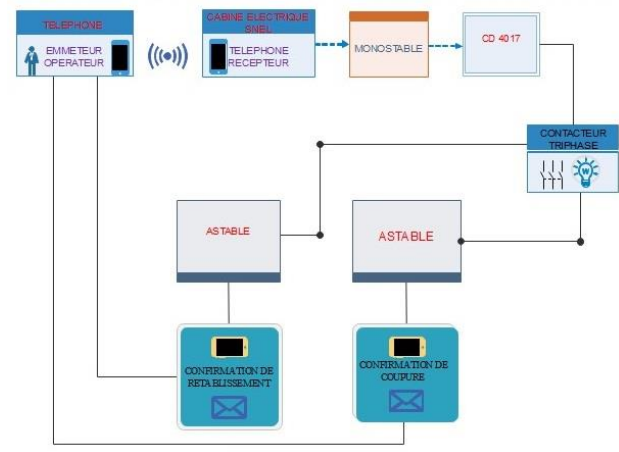 TELEPHONE
EMMETEUR
OPERATEUR
CABINE ELECTRIQUE
SNEL
TELEPHONE
RECEPTEUR
MONOSTABLE
CD 4017
CONTACTEUR
TRIPHASE
W
ASTABLE
ASTABLE
CONFIRMATION DE
RETABLISSEMENT
CONFIRMATION DE
COUPURE